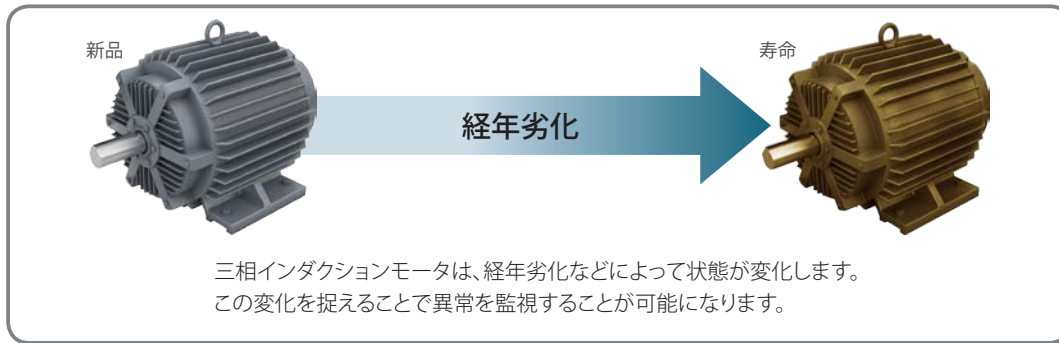 新品
寿命
経年劣化
三相インダクションモータは、経年劣化などによって状態が変化します。
この変化を捉えることで異常を監視することが可能になります。